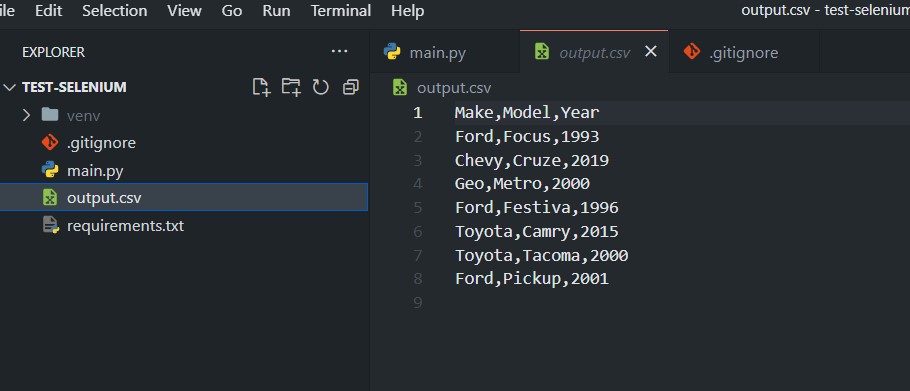 ile Edit Selection View Go Run Terminal Help output.csv - test-selenium
EXPLORER ...
TEST-SELENIUM
venv
.gitignore
main.py
output.csv
requirements.txt
main.py output.csv .gitignore
output.csv
1 Make,Model,Year
2 Ford,Focus,1993
3 Chevy,Cruze,2019
4 Geo,Metro,2000
5 Ford,Festiva,1996
6 Toyota,Camry,2015
7 Toyota,Tacoma,2000
8 Ford,Pickup,2001
9